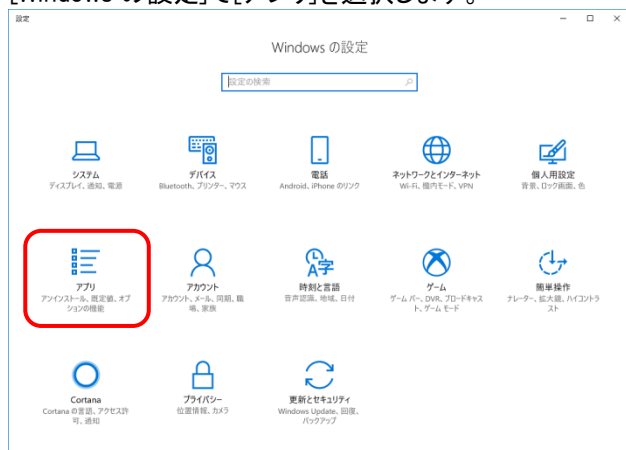 [Windows の設定]で[アプリ]を選択します。
設定
Windows の設定
設定の検索
システム
ディスプレイ、通知、電源
デバイス
Bluetooth、プリンター、マウス
電話
Android、iPhone のリンク
ネットワークとインターネット
Wi-Fi、機内モード、VPN
個人用設定
背景、ロック画面、色
アプリ
アンインストール、既定値、オプ
ションの機能
アカウント
アカウント、メール、同期、職
場、家族
時刻と言語
音声認識、地域、日付
ゲーム
ゲーム バー、DVR、ブロードキャス
ト、ゲーム モード
簡単操作
ナレーター、拡大鏡、ハイコントラ
スト
Cortana
Cortana の言語、アクセス許
可、通知
プライバシー
位置情報、カメラ
更新とセキュリティ
Windows Update、回復、
バックアップ